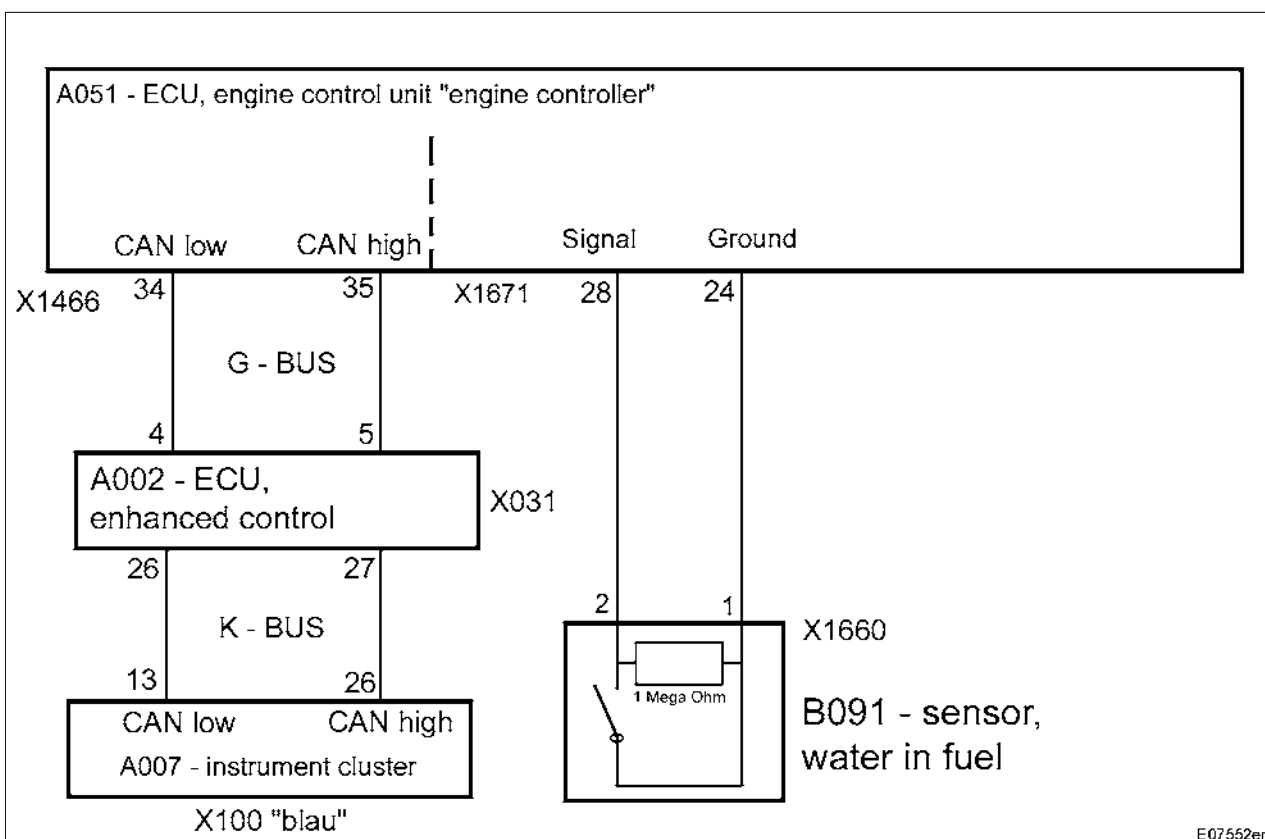 A051 - ECU, engine control unit "engine controller"
CAN low
CAN high
Signal
Ground
X1466
34
35
X1671
28
24
G - BUS
4
5
A002 - ECU,
enhanced control
X031
26
27
K - BUS
2
1
X1660
13
26
1 Mega Ohm
CAN low
CAN high
A007 - instrument cluster
B091 - sensor,
water in fuel
X100 "blau"
E07552en